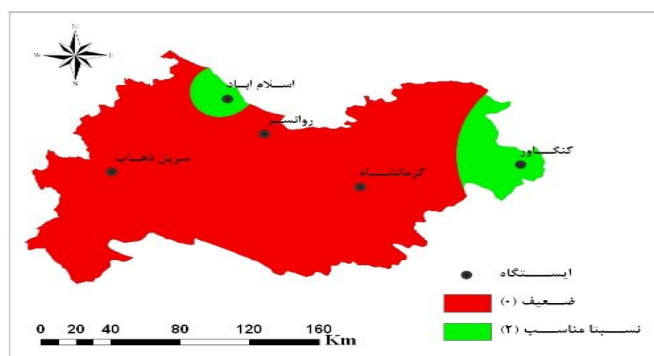 N
W E
S
اسلام اباد
روانسر
سرپل ذهاب
کرمانشاه
کنگاور
ایستگاه
ضعیف (۰)
نسبتا مناسب (۲)
0 20 40 80 120 160 Km